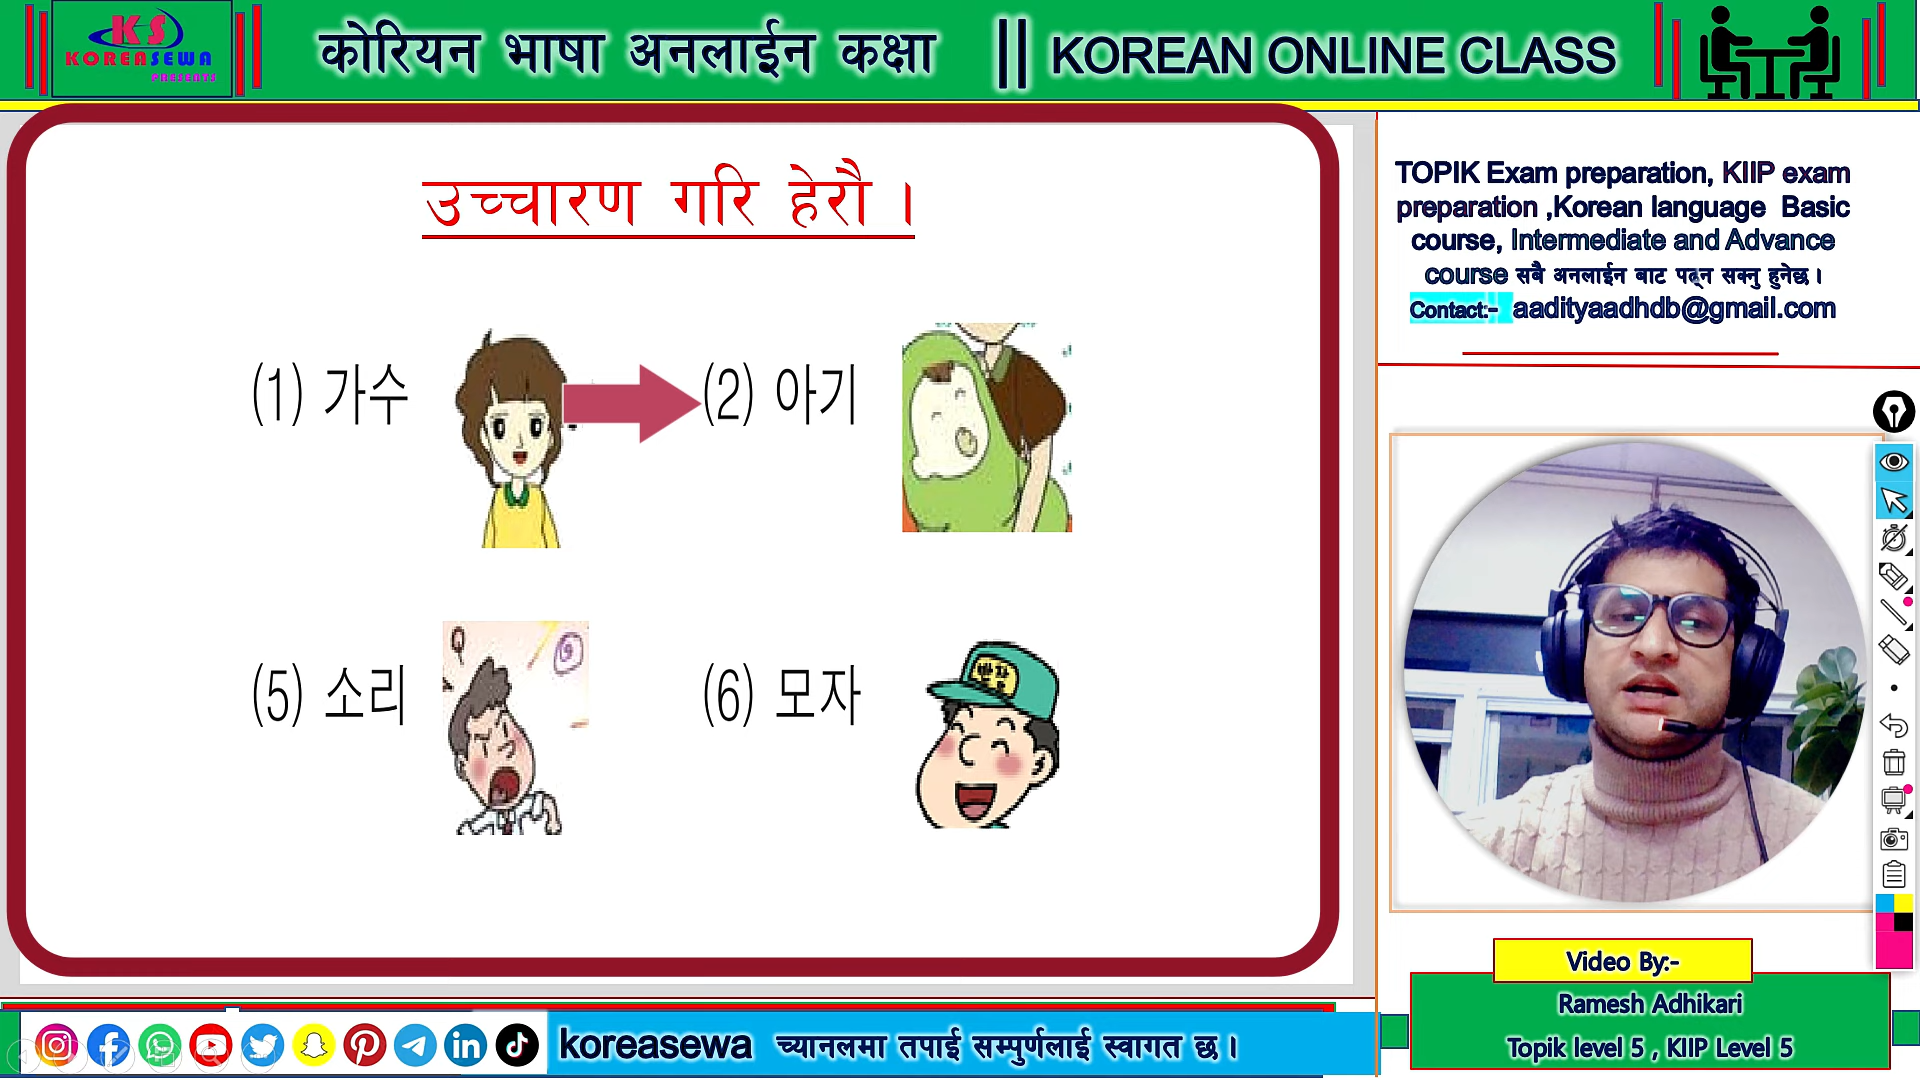 KS
KOREASEWA
PRESENTS
कोरियन भाषा अनलाईन कक्षा || KOREAN ONLINE CLASS
उच्चारण गरि हेरौ ।
(1) 가수
(2) 아기
(5) 소리
(6) 모자
TOPIK Exam preparation, KIIP exam
preparation ,Korean language Basic
course, Intermediate and Advance
course सबै अनलाईन बाट पढ्न सक्नु हुनेछ ।
Contact:- aadityaadhdb@gmail.com
Video By:-
Ramesh Adhikari
Topik level 5 , KIIP Level 5
koreasewa च्यानलमा तपाई सम्पुर्णलाई स्वागत छ ।